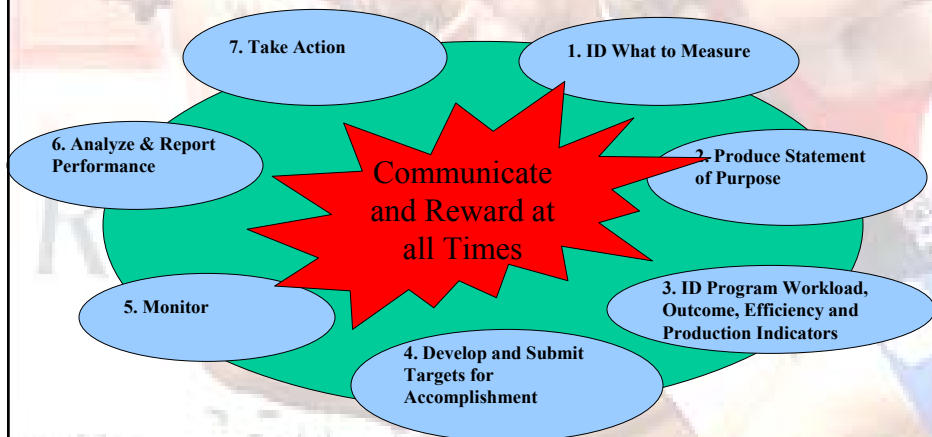 7. Take Action
1. ID What to Measure
6. Analyze & Report
Performance
Communicate
and Reward at
all Times
2. Produce Statement
of Purpose
5. Monitor
3. ID Program Workload,
Outcome, Efficiency and
Production Indicators
4. Develop and Submit
Targets for
Accomplishment